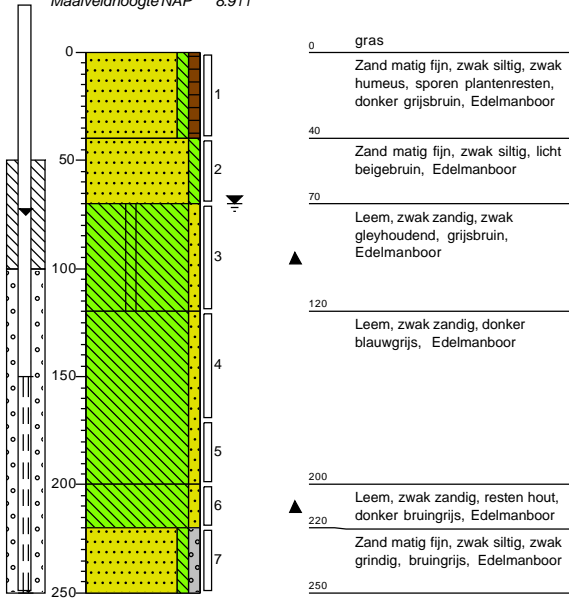 Maaiveldhoogte NAP 8.911
0
50
100
150
200
250
1
2
3
4
5
6
7
0 gras
Zand matig fijn, zwak siltig, zwak
humeus, sporen plantenresten,
donker grijsbruin, Edelmanboor
40
Zand matig fijn, zwak siltig, licht
beigebruin, Edelmanboor
70
Leem, zwak zandig, zwak
gleyhoudend, grijsbruin,
Edelmanboor
120
Leem, zwak zandig, donker
blauwgrijs, Edelmanboor
200
Leem, zwak zandig, resten hout,
donker bruingrijs, Edelmanboor
220
Zand matig fijn, zwak siltig, zwak
grindig, bruingrijs, Edelmanboor
250